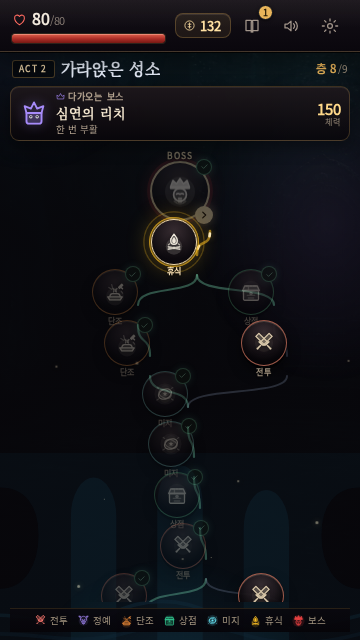 80/80
132
1
ACT 2 가라앉은 성소
층 8/9
다가오는 보스
심연의 리치
한 번 부활
150
체력
BOSS
휴식
단조
상점
단조
전투
미지
미지
상점
전투
전투 정예 단조 상점 미지 휴식 보스